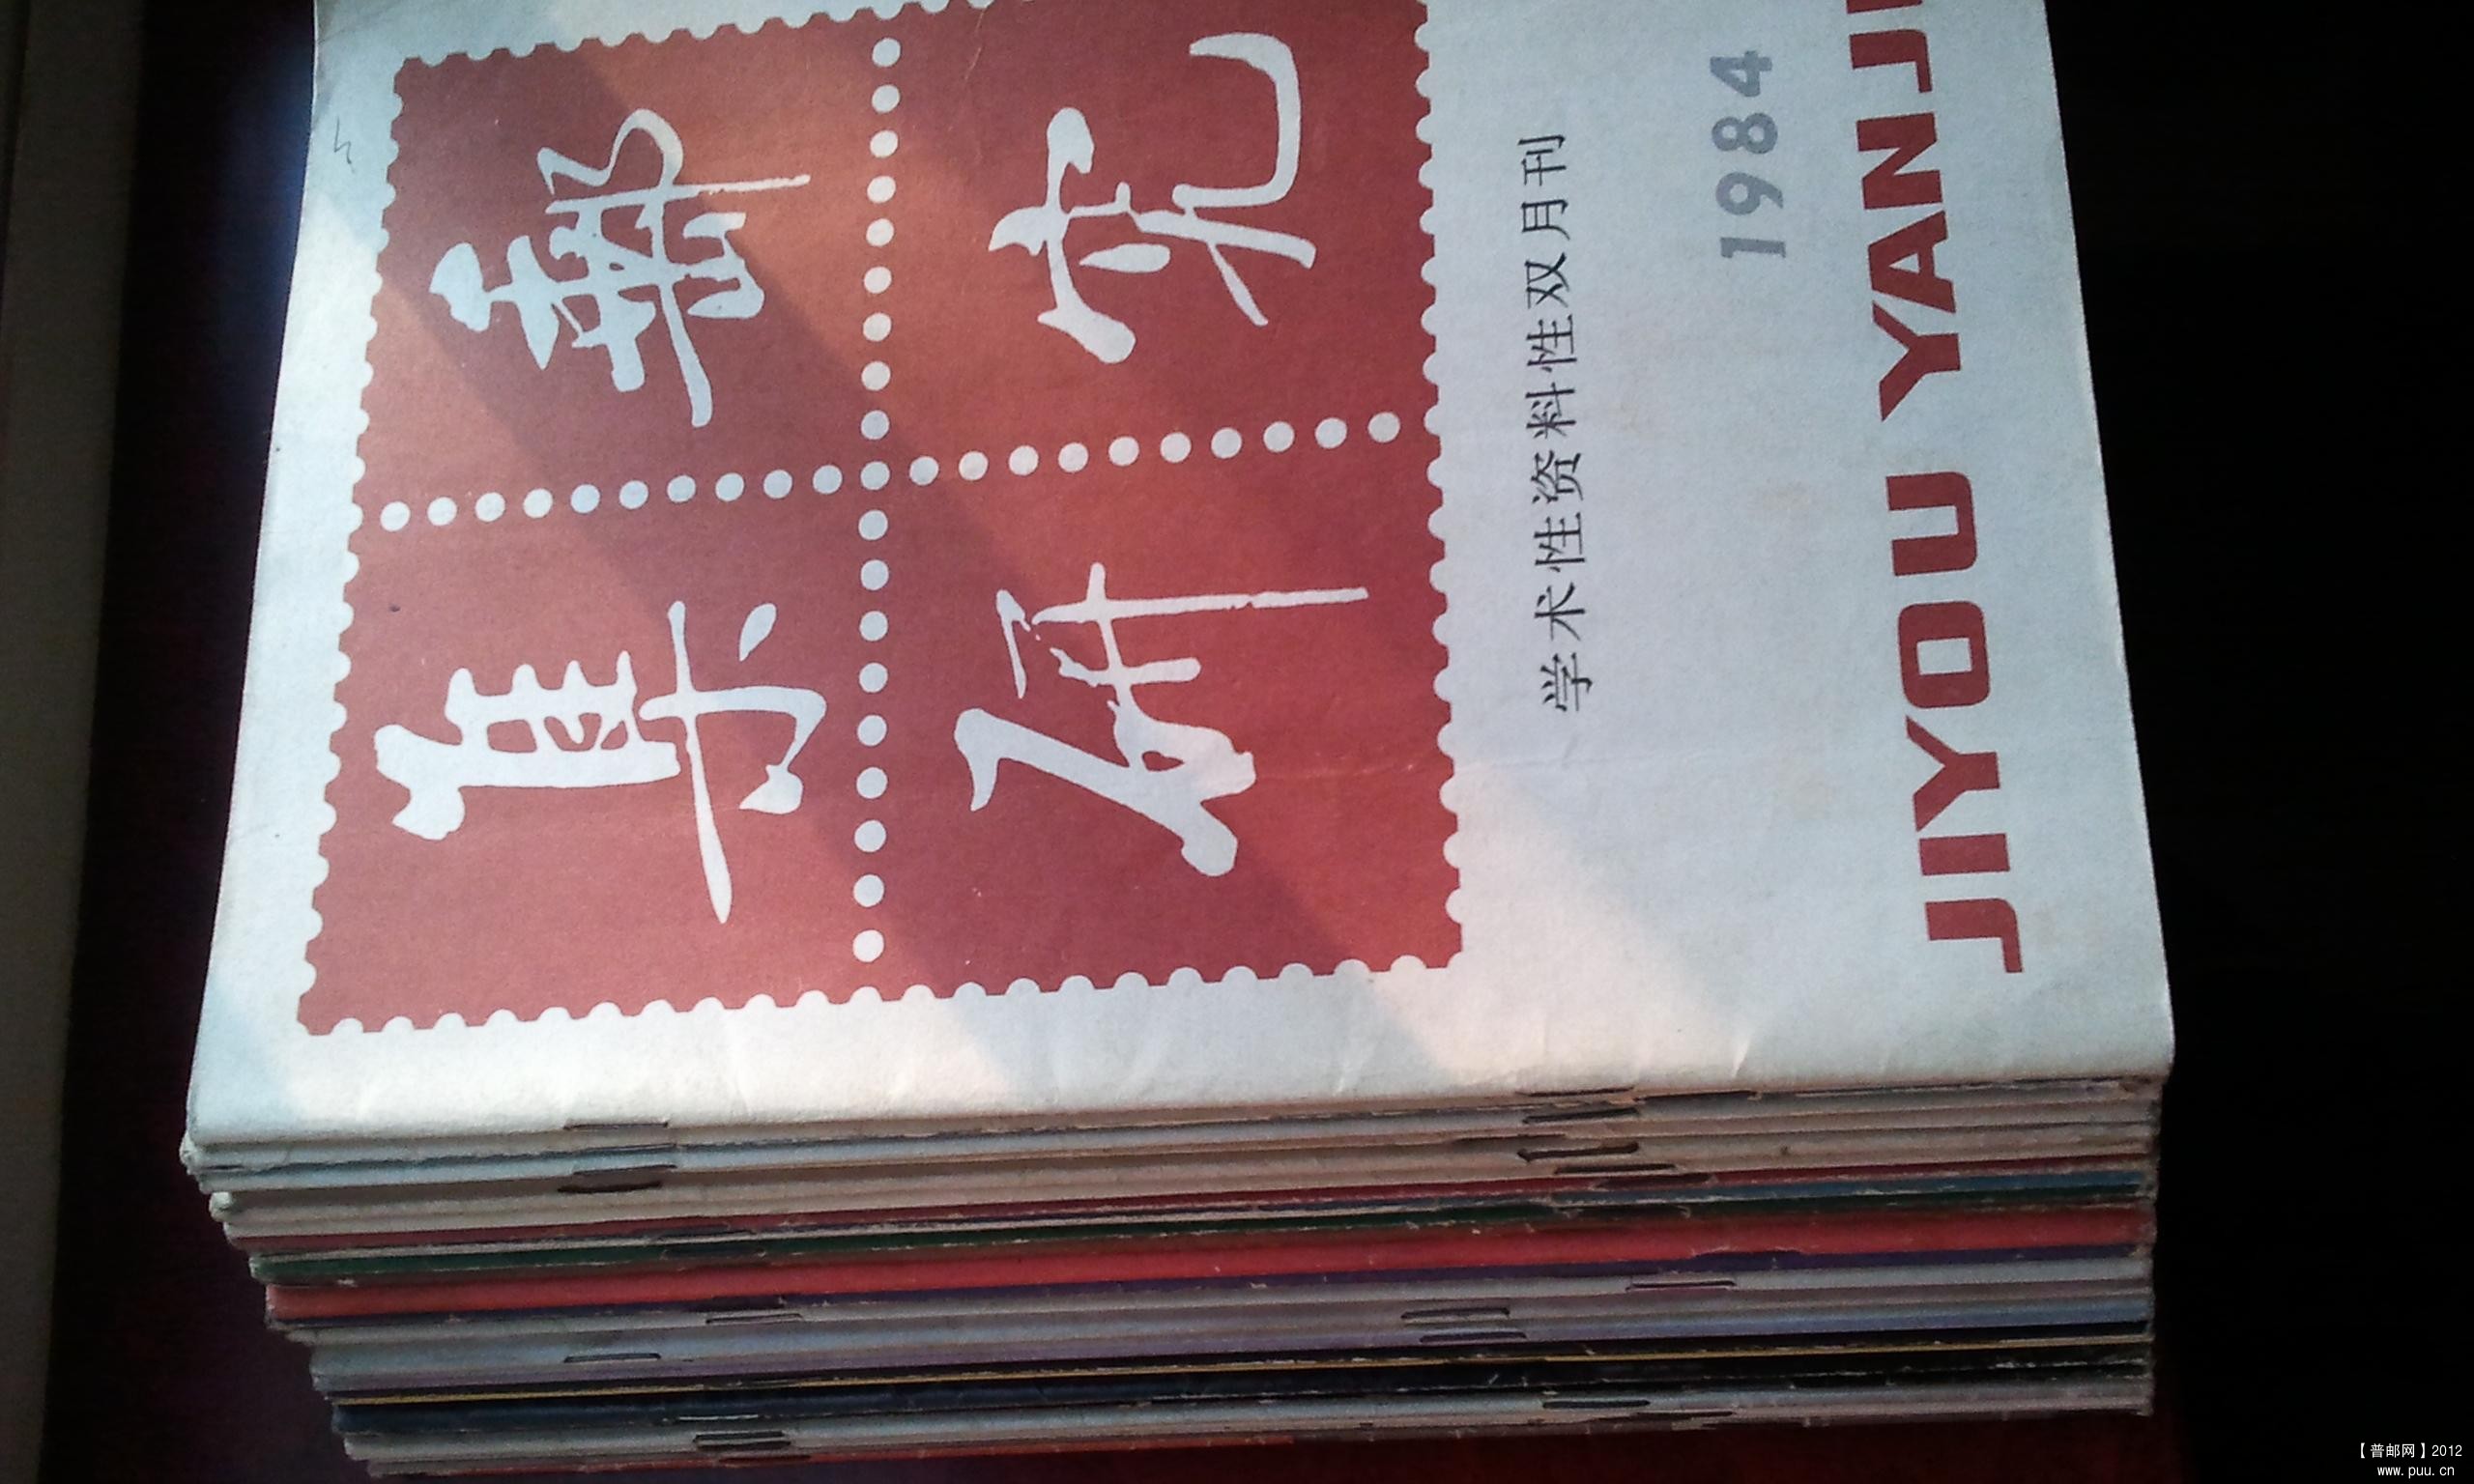 集郵
研究
学术性资料性双月刊
1984
JIYOU YANJI
【普邮网】2012
www.puu.cn